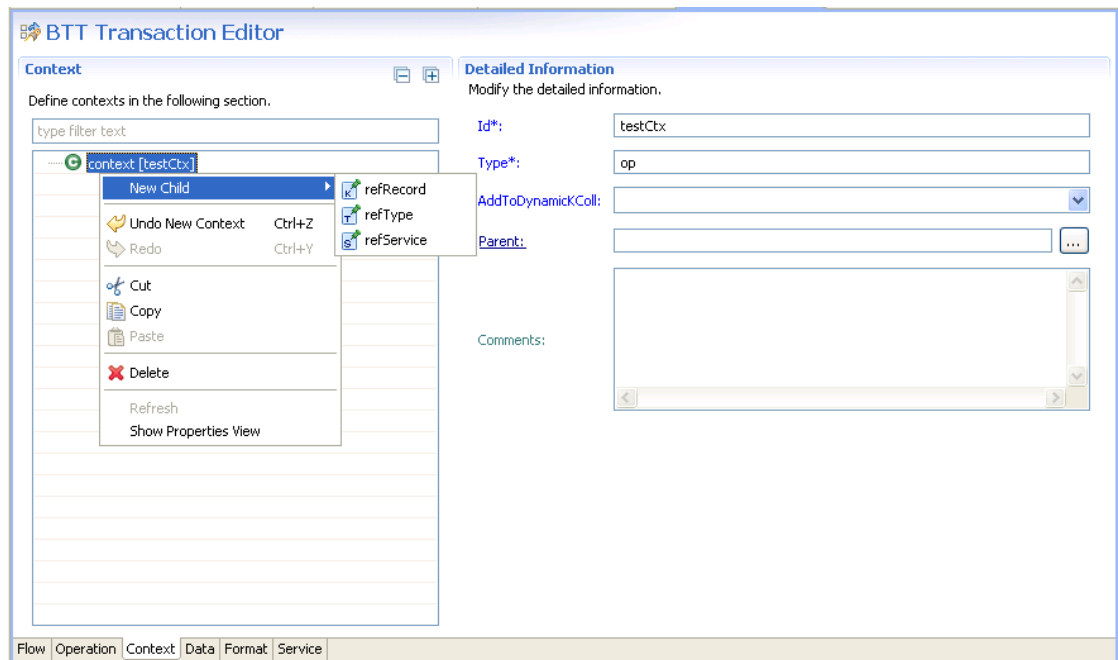 BTT Transaction Editor
Context
Define contexts in the following section.
type filter text
context [testCtx]
New Child
refRecord
refType
refService
Undo New Context Ctrl+Z
Redo Ctrl+Y
Cut
Copy
Paste
Delete
Refresh
Show Properties View
Detailed Information
Modify the detailed information.
Id*: testCtx
Type*: op
AddToDynamicKColl:
Parent: ...
Comments:
Flow Operation Context Data Format Service